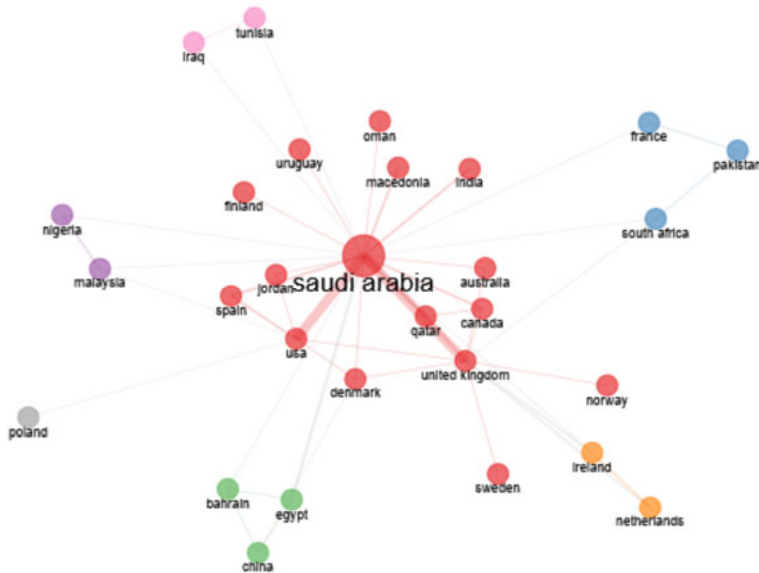 tunisia
iraq
oman
france
uruguay
pakistan
macedonia
india
finland
nigeria
south africa
malaysia
saudi arabia
jordan
australia
spain
qatar
canada
usa
united kingdom
denmark
norway
poland
ireland
sweden
bahrain
egypt
netherlands
china